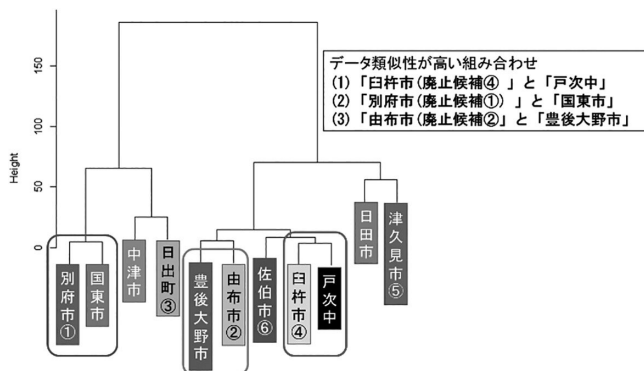 150
100
50
0
Height
データ類似性が高い組み合わせ
(1) 「臼杵市(廃止候補④ 」と「戸次中」
(2) 「別府市(廃止候補①)」と「国東市」
(3) 「由布市(廃止候補②」と「豊後大野市」
別府市①
国東市
中津市
日出町③
豊後大野市
由布市②
佐伯市⑥
臼杵市④
戸次中
日田市
津久見市⑤